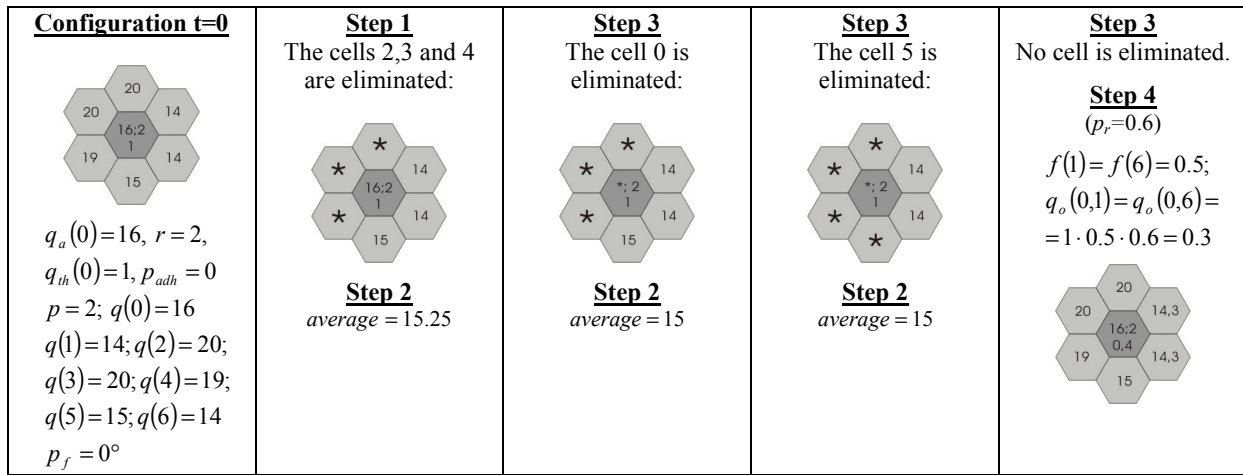 Configuration t=0
20
20
14
16;2
1
19
14
15
qₐ(0)=16, r=2,
qₜₕ(0)=1, p_adh=0
p=2; q(0)=16
q(1)=14; q(2)=20;
q(3)=20; q(4)=19;
q(5)=15; q(6)=14
p_f=0°
Step 1
The cells 2,3 and 4
are eliminated:
*
*
14
16;2
1
*
14
15
Step 2
average=15.25
Step 3
The cell 0 is
eliminated:
*
*
14
*; 2
1
*
14
15
Step 2
average=15
Step 3
The cell 5 is
eliminated:
*
*
14
*; 2
1
*
14
*
Step 2
average=15
Step 3
No cell is eliminated.
Step 4
(pᵣ=0.6)
f(1)=f(6)=0.5;
qₒ(0,1)=qₒ(0,6)=
=1·0.5·0.6=0.3
20
20
14,3
16;2
0,4
19
14,3
15